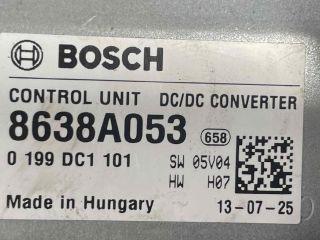 BOSCH
CONTROL UNIT DC/DC CONVERTER
8638A053 658
0 199 DC1 101 SW 05V04
HW H07
Made in Hungary 13-07-25